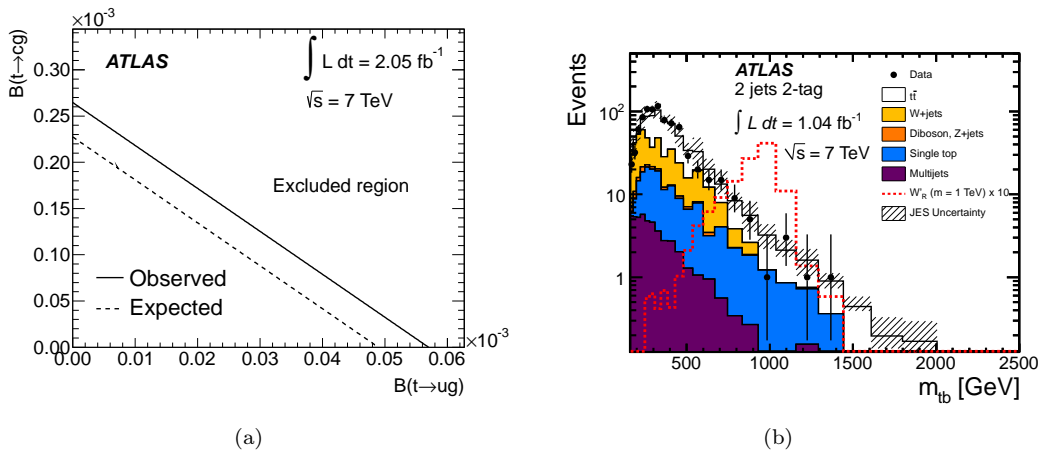 ×10⁻³
B(t→cg)
0.30
0.25
0.20
0.15
0.10
0.05
0.00
ATLAS
∫ L dt = 2.05 fb⁻¹
√s = 7 TeV
Excluded region
Observed
Expected
×10⁻³
0.00 0.01 0.02 0.03 0.04 0.05 0.06
B(t→ug)
(a)
Events
10²
10
1
ATLAS
2 jets 2-tag
∫ L dt = 1.04 fb⁻¹
√s = 7 TeV
Data
tt̄
W+jets
Diboson, Z+jets
Single top
Multijets
W'R (m = 1 TeV) x 10
JES Uncertainty
500 1000 1500 2000 2500
mtb [GeV]
(b)